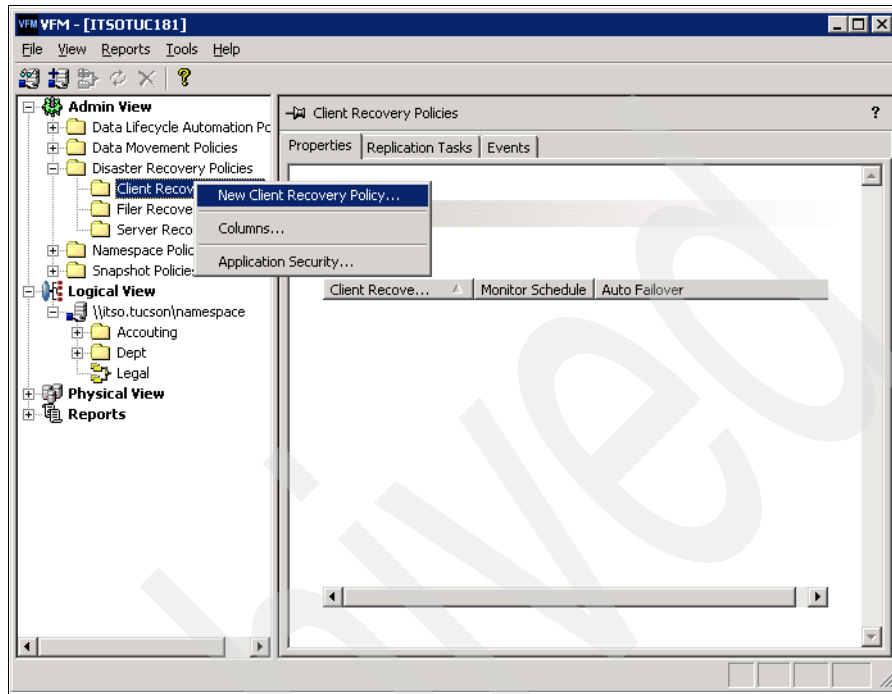 VFM VFM - [ITSOTUC181]
File View Reports Tools Help
Admin View
Data Lifecycle Automation Po
Data Movement Policies
Disaster Recovery Policies
Client Recov
Filer Recove
Server Reco
Namespace Polic
Snapshot Policie
Logical View
\\itso.tucson\namespace
Accouting
Dept
Legal
Physical View
Reports
New Client Recovery Policy...
Columns...
Application Security...
Client Recovery Policies ?
Properties Replication Tasks Events
Client Recove... Monitor Schedule Auto Failover